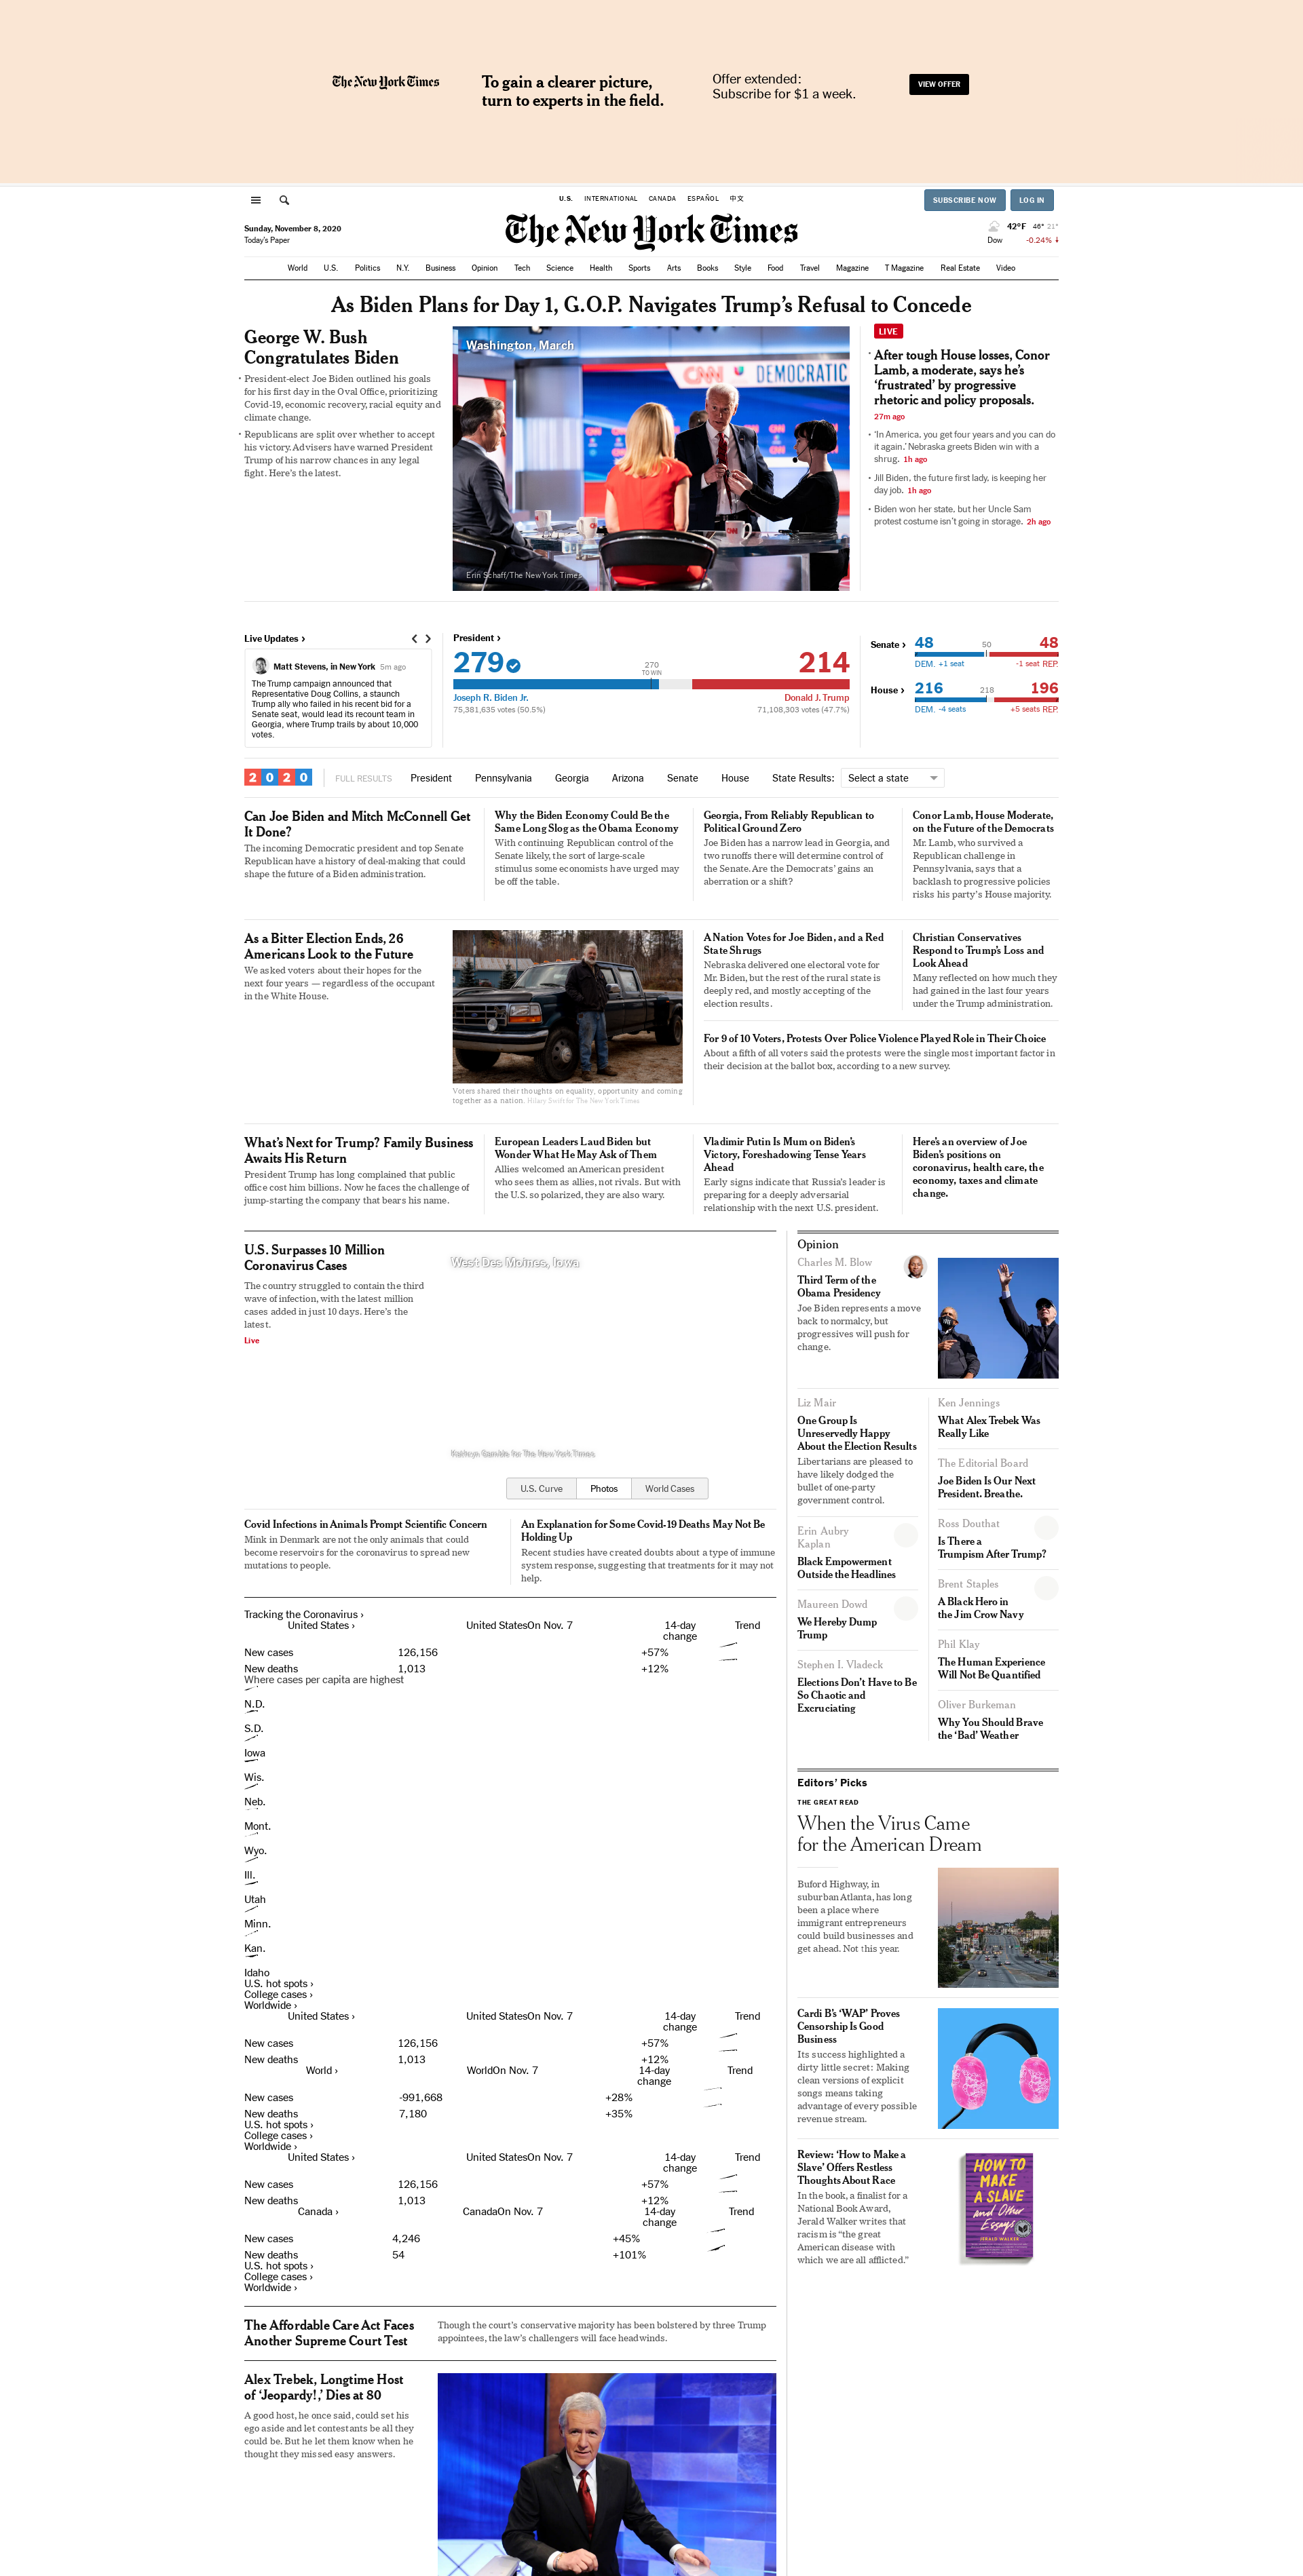 The New York Times
To gain a clearer picture,
turn to experts in the field.
Offer extended:
Subscribe for $1 a week.
VIEW OFFER
U.S. INTERNATIONAL CANADA ESPAÑOL 中文
SUBSCRIBE NOW LOG IN
Sunday, November 8, 2020
Today's Paper
The New York Times
42°F 46° 21°
Dow -0.24% ↓
World U.S. Politics N.Y. Business Opinion Tech Science Health Sports Arts Books Style Food Travel Magazine T Magazine Real Estate Video
As Biden Plans for Day 1, G.O.P. Navigates Trump's Refusal to Concede
George W. Bush
Congratulates Biden
• President-elect Joe Biden outlined his goals
for his first day in the Oval Office, prioritizing
Covid-19, economic recovery, racial equity and
climate change.
• Republicans are split over whether to accept
his victory. Advisers have warned President
Trump of his narrow chances in any legal
fight. Here's the latest.
Washington, March
DEMOCRATIC
CNN
Erin Schaff/The New York Times
LIVE
• After tough House losses, Conor
Lamb, a moderate, says he's
‘frustrated’ by progressive
rhetoric and policy proposals.
27m ago
• ‘In America, you get four years and you can do
it again,’ Nebraska greets Biden win with a
shrug. 1h ago
• Jill Biden, the future first lady, is keeping her
day job. 1h ago
• Biden won her state, but her Uncle Sam
protest costume isn't going in storage. 2h ago
Live Updates ›
Matt Stevens, in New York 5m ago
The Trump campaign announced that
Representative Doug Collins, a staunch
Trump ally who failed in his recent bid for a
Senate seat, would lead its recount team in
Georgia, where Trump trails by about 10,000
votes.
President ›
279 270 214
TO WIN
Joseph R. Biden Jr. Donald J. Trump
75,381,635 votes (50.5%) 71,108,303 votes (47.7%)
Senate › 48 50 48
DEM. +1 seat -1 seat REP.
House › 216 218 196
DEM. -4 seats +5 seats REP.
2020 FULL RESULTS President Pennsylvania Georgia Arizona Senate House State Results: Select a state
Can Joe Biden and Mitch McConnell Get
It Done?
The incoming Democratic president and top Senate
Republican have a history of deal-making that could
shape the future of a Biden administration.
Why the Biden Economy Could Be the
Same Long Slog as the Obama Economy
With continuing Republican control of the
Senate likely, the sort of large-scale
stimulus some economists have urged may
be off the table.
Georgia, From Reliably Republican to
Political Ground Zero
Joe Biden has a narrow lead in Georgia, and
two runoffs there will determine control of
the Senate. Are the Democrats' gains an
aberration or a shift?
Conor Lamb, House Moderate,
on the Future of the Democrats
Mr. Lamb, who survived a
Republican challenge in
Pennsylvania, says that a
backlash to progressive policies
risks his party's House majority.
As a Bitter Election Ends, 26
Americans Look to the Future
We asked voters about their hopes for the
next four years — regardless of the occupant
in the White House.
Voters shared their thoughts on equality, opportunity and coming
together as a nation. Hilary Swift for The New York Times
A Nation Votes for Joe Biden, and a Red
State Shrugs
Nebraska delivered one electoral vote for
Mr. Biden, but the rest of the rural state is
deeply red, and mostly accepting of the
election results.
Christian Conservatives
Respond to Trump's Loss and
Look Ahead
Many reflected on how much they
had gained in the last four years
under the Trump administration.
For 9 of 10 Voters, Protests Over Police Violence Played Role in Their Choice
About a fifth of all voters said the protests were the single most important factor in
their decision at the ballot box, according to a new survey.
What's Next for Trump? Family Business
Awaits His Return
President Trump has long complained that public
office cost him billions. Now he faces the challenge of
jump-starting the company that bears his name.
European Leaders Laud Biden but
Wonder What He May Ask of Them
Allies welcomed an American president
who sees them as allies, not rivals. But with
the U.S. so polarized, they are also wary.
Vladimir Putin Is Mum on Biden's
Victory, Foreshadowing Tense Years
Ahead
Early signs indicate that Russia's leader is
preparing for a deeply adversarial
relationship with the next U.S. president.
Here's an overview of Joe
Biden's positions on
coronavirus, health care, the
economy, taxes and climate
change.
U.S. Surpasses 10 Million
Coronavirus Cases
The country struggled to contain the third
wave of infection, with the latest million
cases added in just 10 days. Here's the
latest.
Live
West Des Moines, Iowa
Kathryn Gamble for The New York Times
U.S. Curve Photos World Cases
Covid Infections in Animals Prompt Scientific Concern
Mink in Denmark are not the only animals that could
become reservoirs for the coronavirus to spread new
mutations to people.
An Explanation for Some Covid-19 Deaths May Not Be
Holding Up
Recent studies have created doubts about a type of immune
system response, suggesting that treatments for it may not
help.
Tracking the Coronavirus ›
United States › United StatesOn Nov. 7 14-day Trend
change
New cases 126,156 +57%
New deaths 1,013 +12%
Where cases per capita are highest
N.D.
S.D.
Iowa
Wis.
Neb.
Mont.
Wyo.
Ill.
Utah
Minn.
Kan.
Idaho
U.S. hot spots ›
College cases ›
Worldwide ›
United States › United StatesOn Nov. 7 14-day Trend
change
New cases 126,156 +57%
New deaths 1,013 +12%
World › WorldOn Nov. 7 14-day Trend
change
New cases -991,668 +28%
New deaths 7,180 +35%
U.S. hot spots ›
College cases ›
Worldwide ›
United States › United StatesOn Nov. 7 14-day Trend
change
New cases 126,156 +57%
New deaths 1,013 +12%
Canada › CanadaOn Nov. 7 14-day Trend
change
New cases 4,246 +45%
New deaths 54 +101%
U.S. hot spots ›
College cases ›
Worldwide ›
The Affordable Care Act Faces
Another Supreme Court Test
Though the court's conservative majority has been bolstered by three Trump
appointees, the law's challengers will face headwinds.
Alex Trebek, Longtime Host
of ‘Jeopardy!,’ Dies at 80
A good host, he once said, could set his
ego aside and let contestants be all they
could be. But he let them know when he
thought they missed easy answers.
Opinion
Charles M. Blow
Third Term of the
Obama Presidency
Joe Biden represents a move
back to normalcy, but
progressives will push for
change.
Liz Mair
One Group Is
Unreservedly Happy
About the Election Results
Libertarians are pleased to
have likely dodged the
bullet of one-party
government control.
Erin Aubry
Kaplan
Black Empowerment
Outside the Headlines
Maureen Dowd
We Hereby Dump
Trump
Stephen I. Vladeck
Elections Don't Have to Be
So Chaotic and
Excruciating
Ken Jennings
What Alex Trebek Was
Really Like
The Editorial Board
Joe Biden Is Our Next
President. Breathe.
Ross Douthat
Is There a
Trumpism After Trump?
Brent Staples
A Black Hero in
the Jim Crow Navy
Phil Klay
The Human Experience
Will Not Be Quantified
Oliver Burkeman
Why You Should Brave
the ‘Bad’ Weather
Editors' Picks
THE GREAT READ
When the Virus Came
for the American Dream
Buford Highway, in
suburban Atlanta, has long
been a place where
immigrant entrepreneurs
could build businesses and
get ahead. Not this year.
Cardi B's ‘WAP’ Proves
Censorship Is Good
Business
Its success highlighted a
dirty little secret: Making
clean versions of explicit
songs means taking
advantage of every possible
revenue stream.
Review: ‘How to Make a
Slave’ Offers Restless
Thoughts About Race
In the book, a finalist for a
National Book Award,
Jerald Walker writes that
racism is “the great
American disease with
which we are all afflicted.”
HOW TO
MAKE
A SLAVE
and Other
Essays
JERALD WALKER